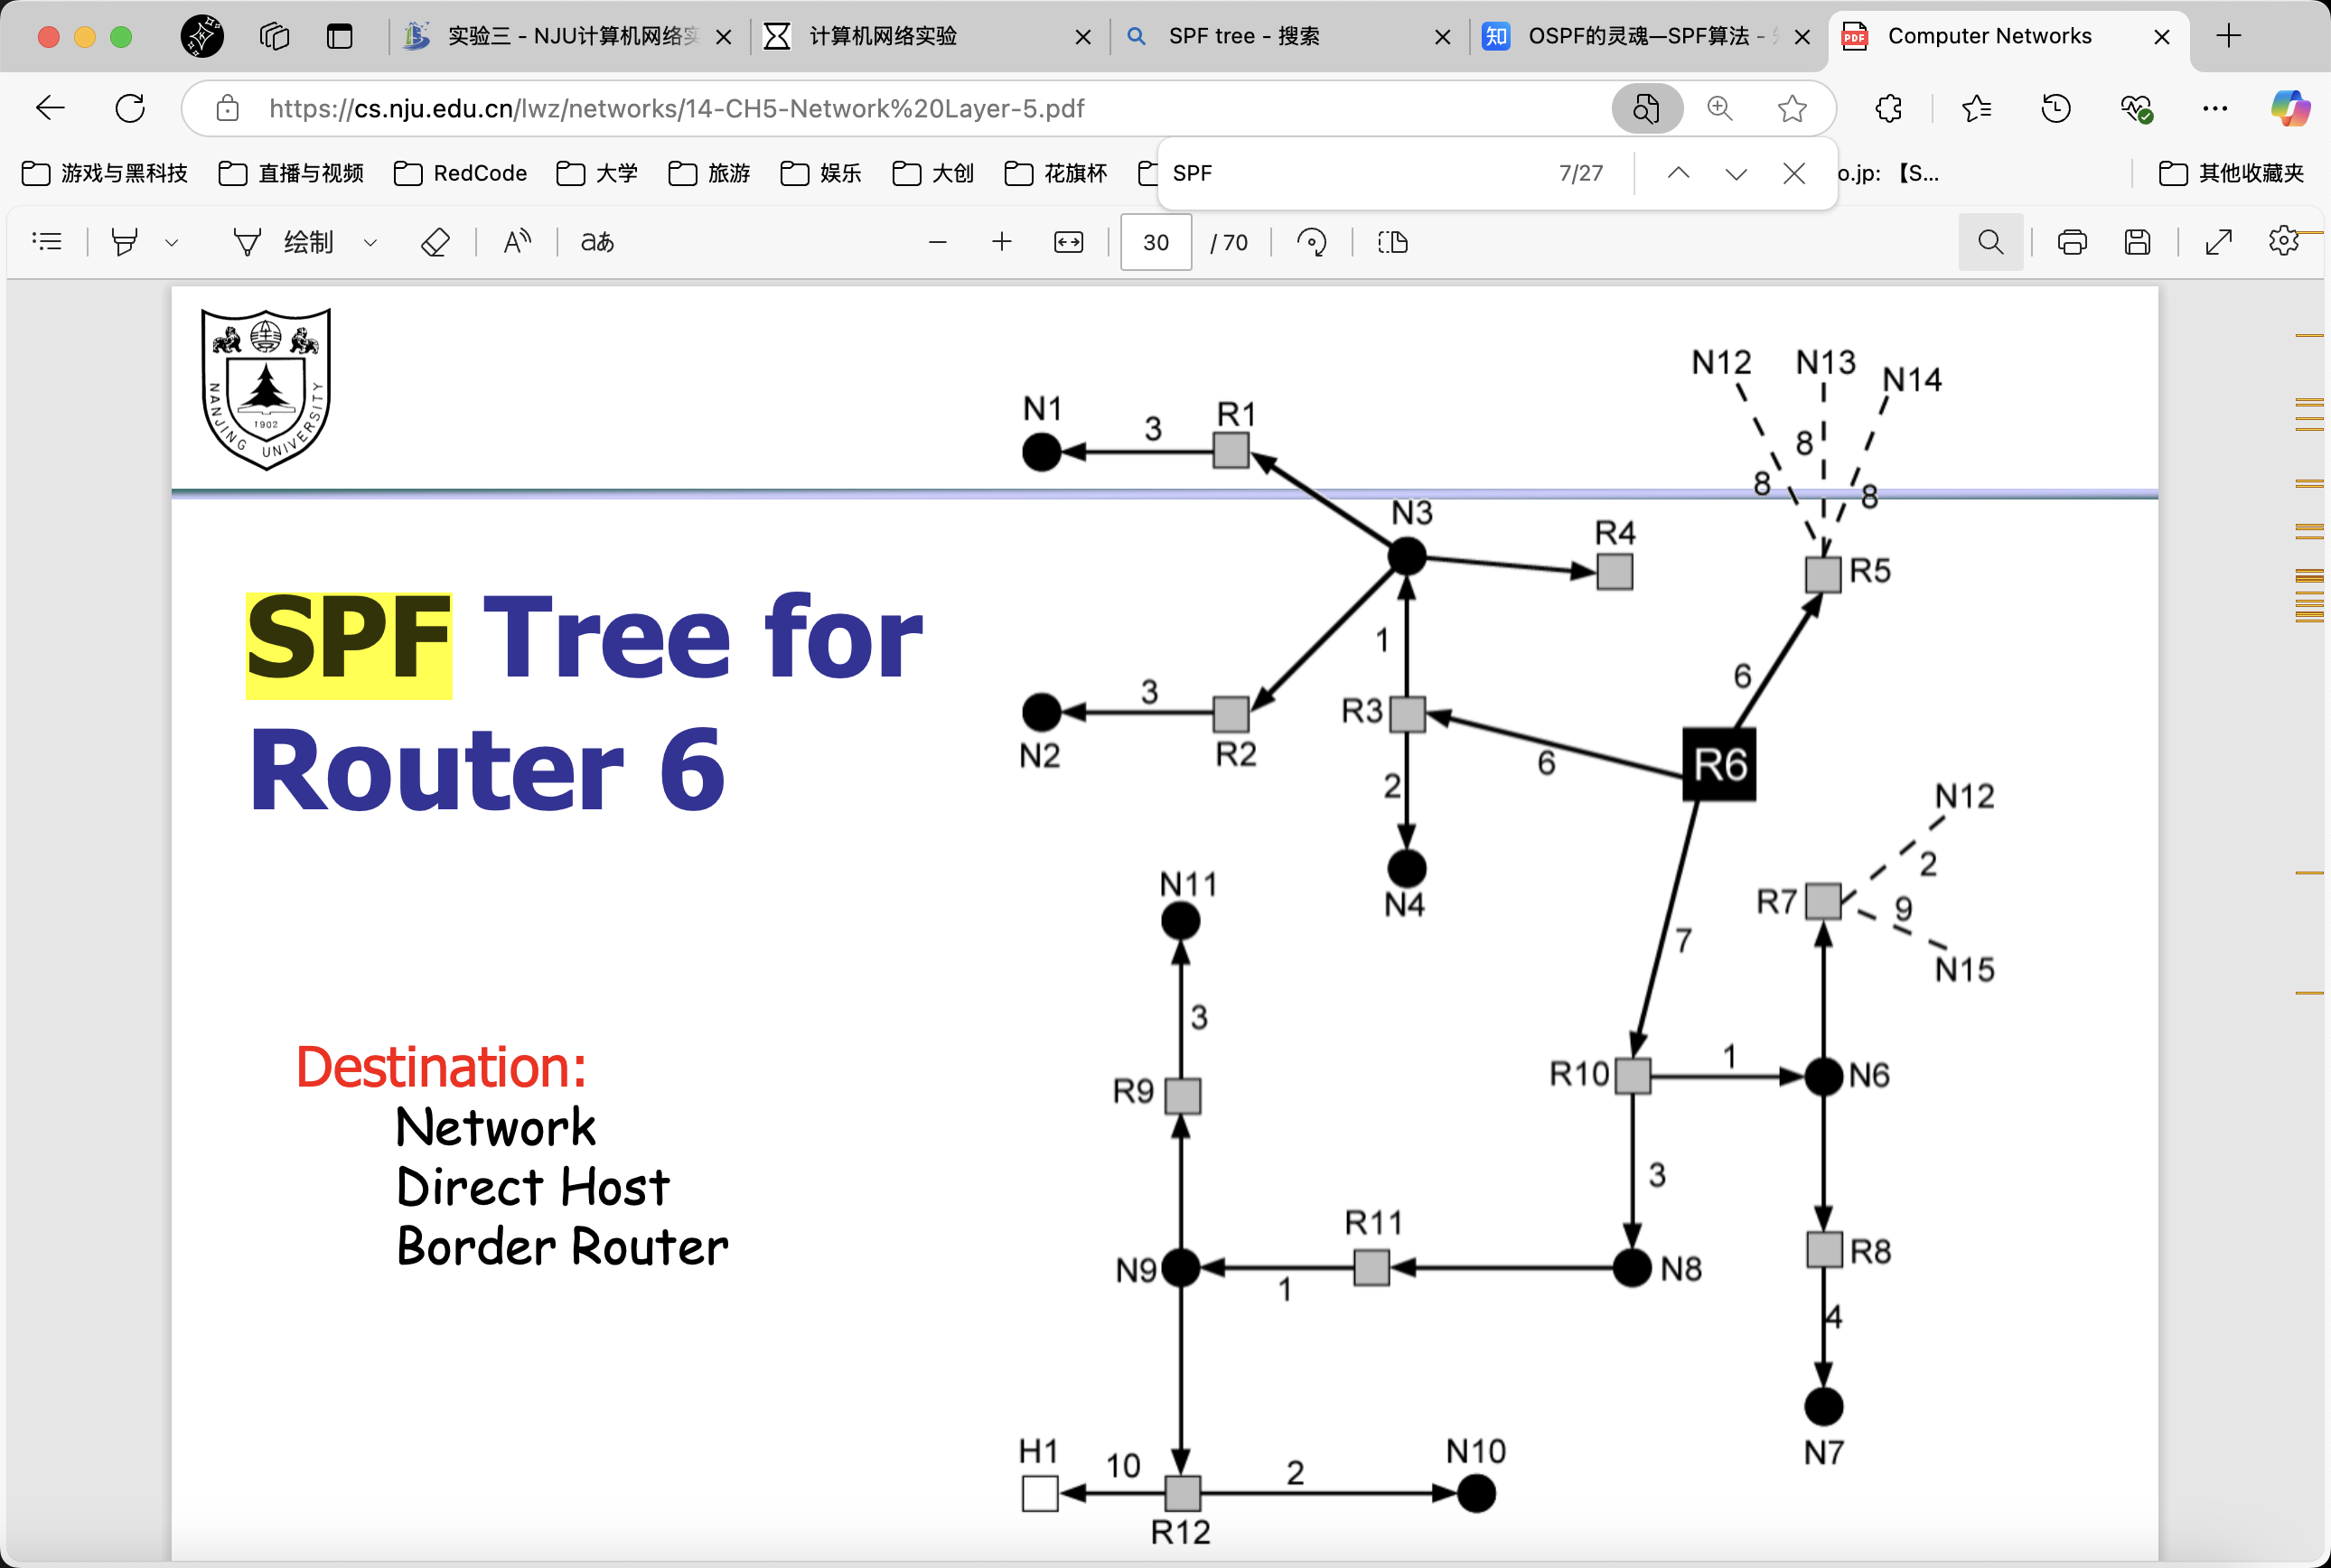 实验三 - NJU计算机网络实
计算机网络实验
SPF tree - 搜索
OSPF的灵魂—SPF算法 -
Computer Networks
https://cs.nju.edu.cn/lwz/networks/14-CH5-Network%20Layer-5.pdf
游戏与黑科技
直播与视频
RedCode
大学
旅游
娱乐
大创
花旗杯
SPF
7/27
o.jp: 【S...
其他收藏夹
绘制
aあ
30
/ 70
NANJING UNIVERSITY
1902
SPF Tree for
Router 6
Destination:
Network
Direct Host
Border Router
N12
N13
N14
N1
3
R1
8
8
8
N3
R4
R5
1
6
3
R3
N2
R2
6
R6
2
N12
N11
2
N4
R7
9
7
N15
3
1
R9
R10
N6
3
R11
R8
N9
1
N8
4
H1
10
2
N10
N7
R12